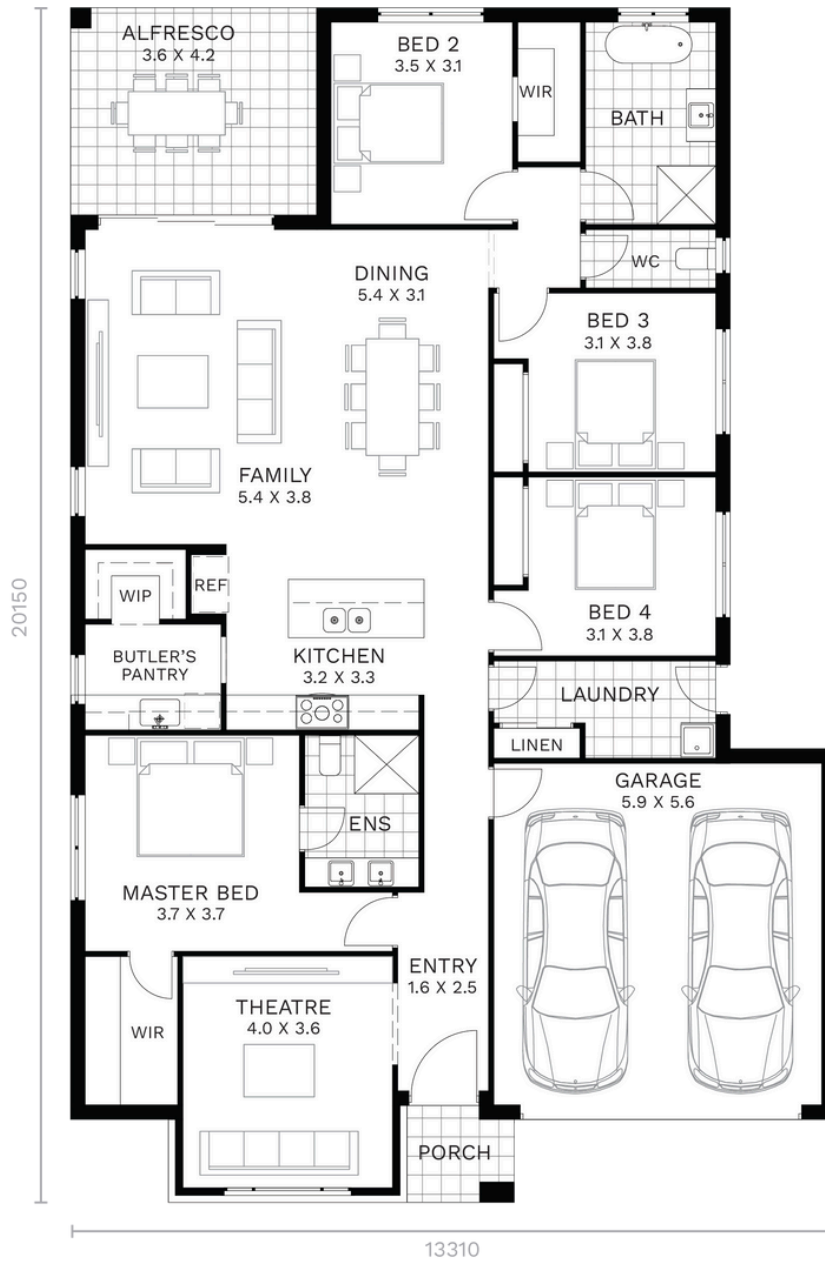 ALFRESCO
3.6 X 4.2
BED 2
3.5 X 3.1
WIR
BATH
WC
DINING
5.4 X 3.1
BED 3
3.1 X 3.8
FAMILY
5.4 X 3.8
WIP
REF
BED 4
3.1 X 3.8
BUTLER'S
PANTRY
KITCHEN
3.2 X 3.3
LAUNDRY
LINEN
20150
GARAGE
5.9 X 5.6
ENS
MASTER BED
3.7 X 3.7
ENTRY
1.6 X 2.5
THEATRE
4.0 X 3.6
WIR
PORCH
13310